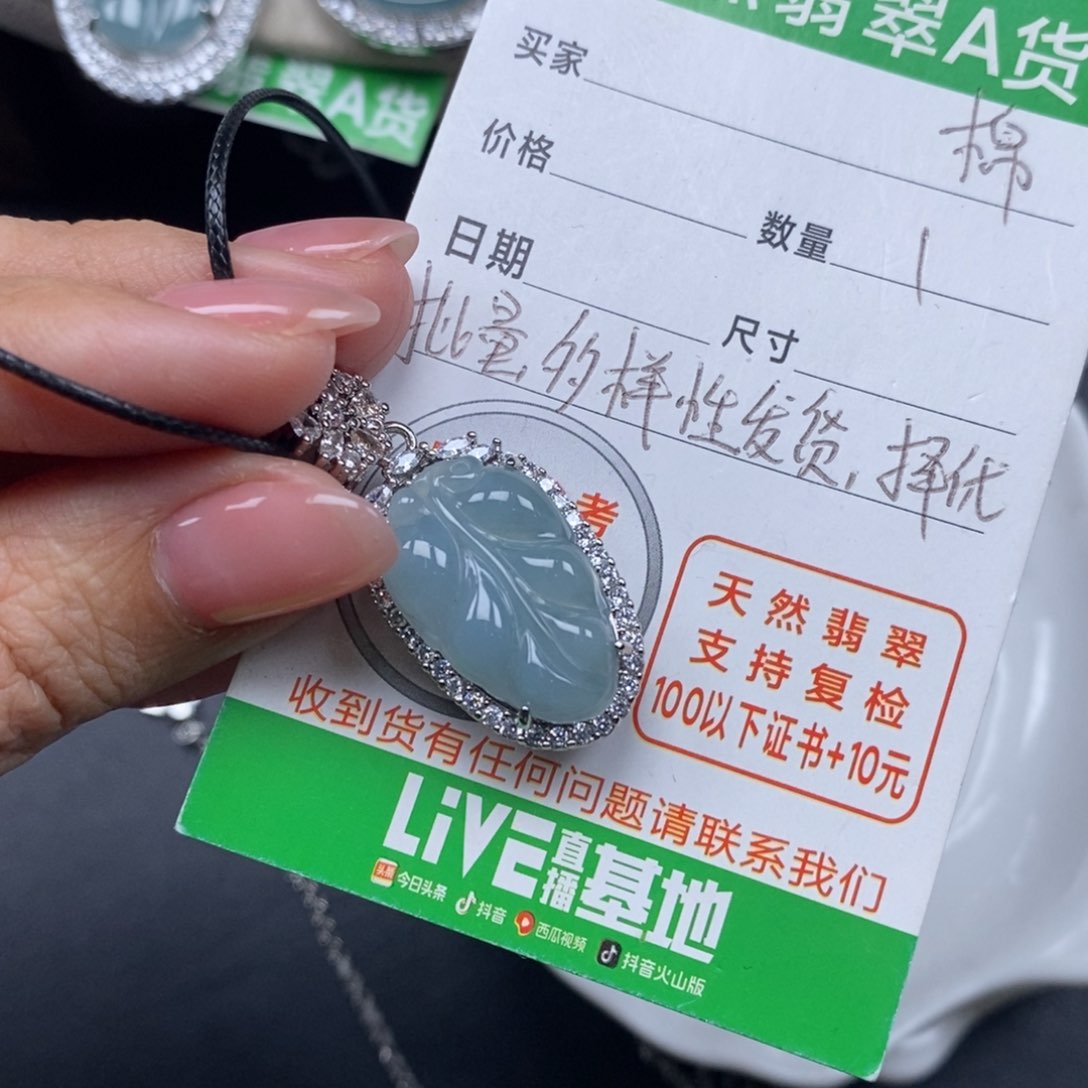 翡翠A货
翡翠A货
买家
棉
价格
数量 1
日期
尺寸
批量,多样性发货,择优
考
天然翡翠
支持复检
100以下证书+10元
收到货有任何问题请联系我们
LiVE直播基地
头条 今日头条 抖音 西瓜视频 抖音火山版